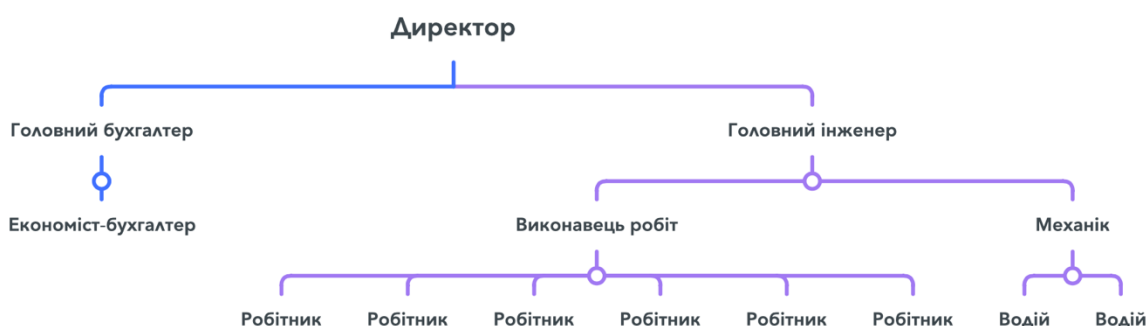 Директор
Головний бухгалтер
Головний інженер
Економіст-бухгалтер
Виконавець робіт
Механік
Робітник
Робітник
Робітник
Робітник
Робітник
Робітник
Водій
Водій